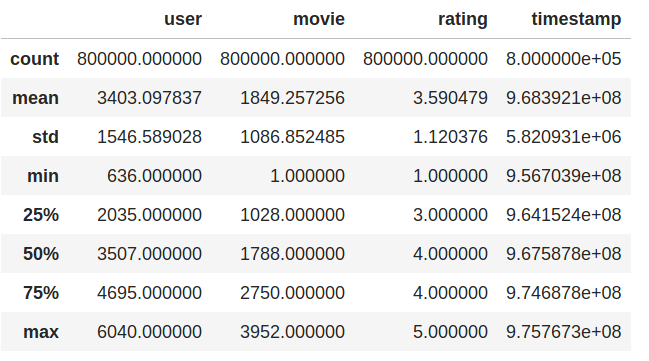 user movie rating timestamp
count 800000.000000 800000.000000 800000.000000 8.000000e+05
mean 3403.097837 1849.257256 3.590479 9.683921e+08
std 1546.589028 1086.852485 1.120376 5.820931e+06
min 636.000000 1.000000 1.000000 9.567039e+08
25% 2035.000000 1028.000000 3.000000 9.641524e+08
50% 3507.000000 1788.000000 4.000000 9.675878e+08
75% 4695.000000 2750.000000 4.000000 9.746878e+08
max 6040.000000 3952.000000 5.000000 9.757673e+08